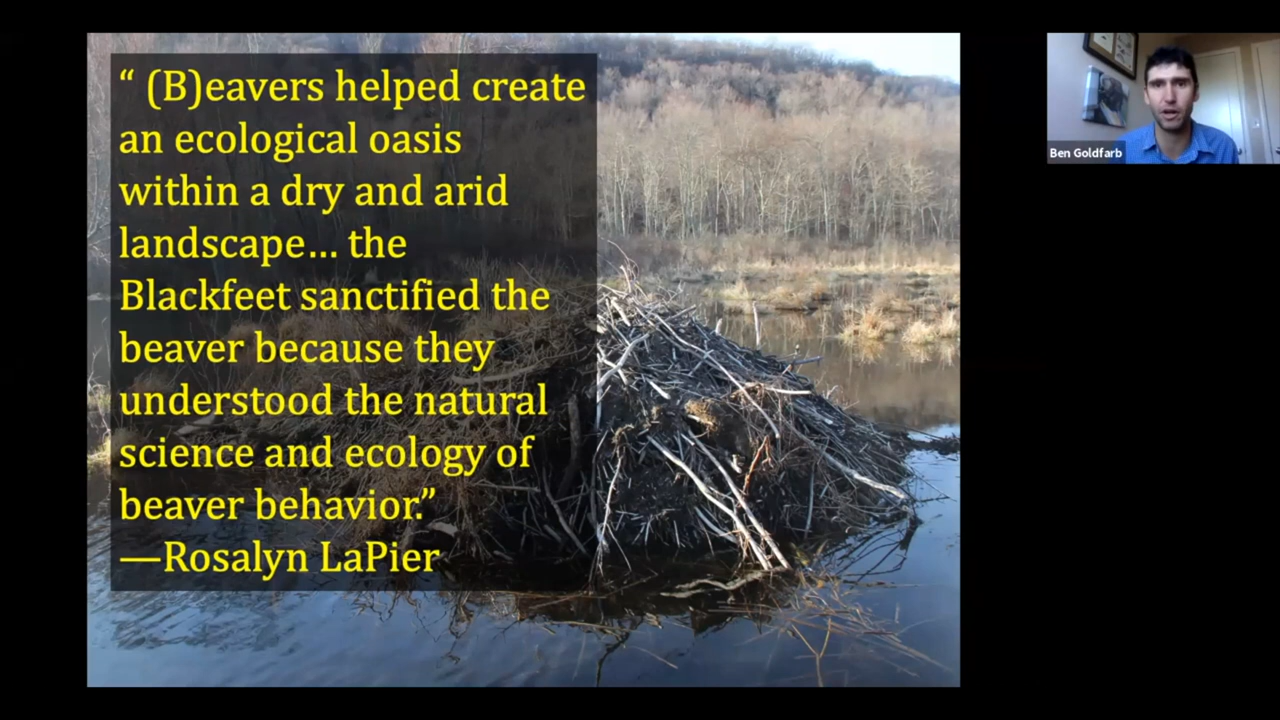 “ (B)eavers helped create
an ecological oasis
within a dry and arid
landscape… the
Blackfeet sanctified the
beaver because they
understood the natural
science and ecology of
beaver behavior.”
—Rosalyn LaPier
Ben Goldfarb